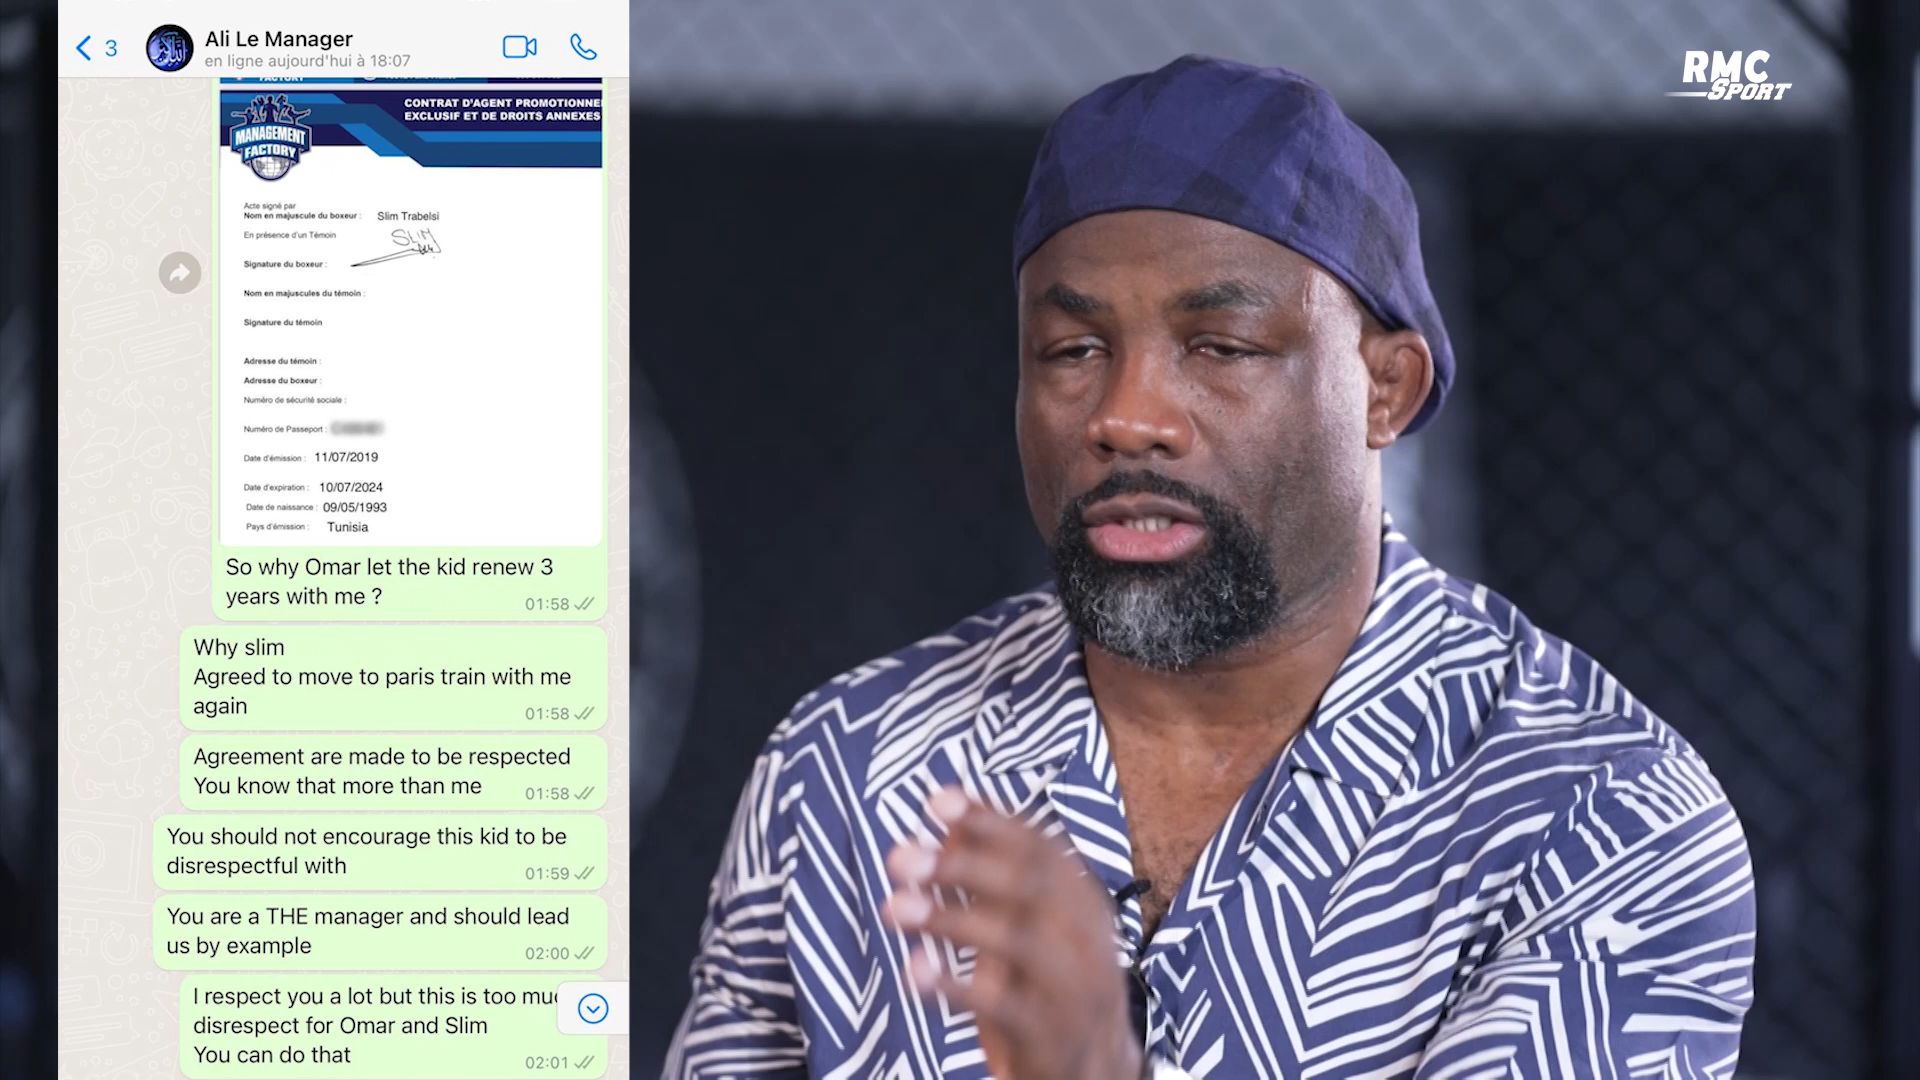 3
Ali Le Manager
en ligne aujourd'hui à 18:07
FACTORY
CONTRAT D'AGENT PROMOTIONNE
EXCLUSIF ET DE DROITS ANNEXES
MANAGEMENT
FACTORY
Acte signé par
Nom en majuscule du boxeur : Slim Trabelsi
En présence d'un Témoin
SLIM
Signature du boxeur :
Nom en majuscules du témoin :
Signature du témoin
Adresse du témoin :
Adresse du boxeur :
Numéro de sécurité sociale :
Numéro de Passeport :
Date d'émission : 11/07/2019
Date d'expiration : 10/07/2024
Date de naissance : 09/05/1993
Pays d'émission : Tunisia
So why Omar let the kid renew 3
years with me ?
01:58
Why slim
Agreed to move to paris train with me
again
01:58
Agreement are made to be respected
You know that more than me
01:58
You should not encourage this kid to be
disrespectful with
01:59
You are a THE manager and should lead
us by example
02:00
I respect you a lot but this is too muc
disrespect for Omar and Slim
You can do that
02:01
RMC
SPORT